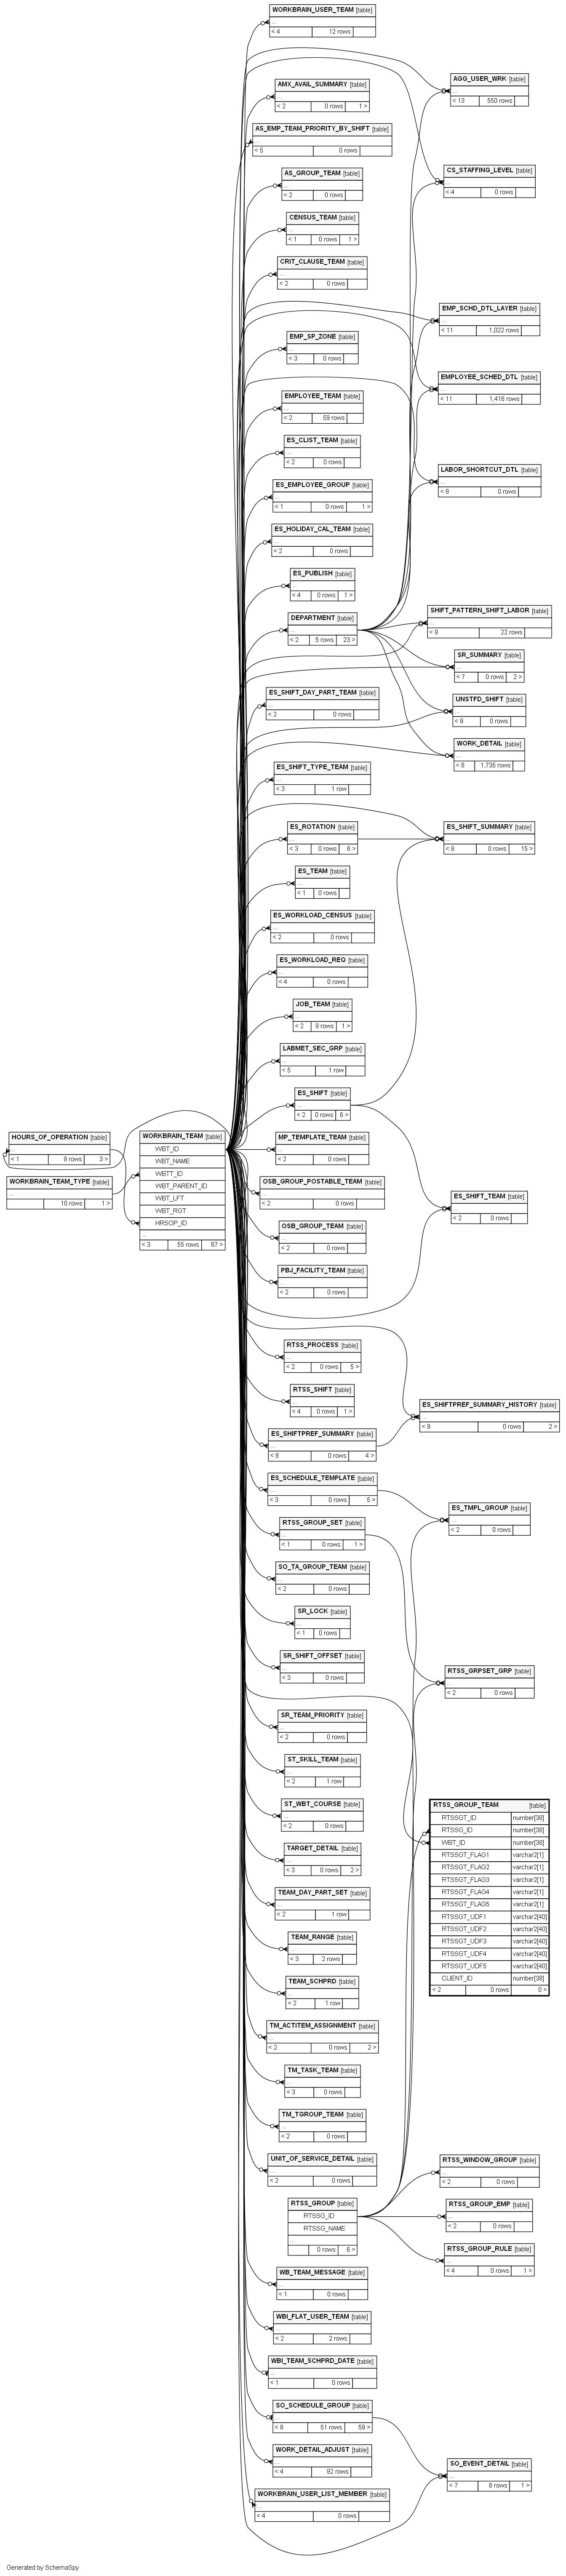 WORKBRAIN_USER_TEAM [table]
...
< 4 12 rows
AMX_AVAIL_SUMMARY [table]
...
< 2 0 rows 1 >
AGG_USER_WRK [table]
...
< 13 550 rows
AS_EMP_TEAM_PRIORITY_BY_SHIFT [table]
...
< 5 0 rows
AS_GROUP_TEAM [table]
...
< 2 0 rows
CS_STAFFING_LEVEL [table]
...
< 4 0 rows
CENSUS_TEAM [table]
...
< 1 0 rows 1 >
CRIT_CLAUSE_TEAM [table]
...
< 2 0 rows
EMP_SCHD_DTL_LAYER [table]
...
< 11 1,022 rows
EMP_SP_ZONE [table]
...
< 3 0 rows
EMPLOYEE_SCHED_DTL [table]
...
< 11 1,416 rows
EMPLOYEE_TEAM [table]
...
< 2 59 rows
ES_CLIST_TEAM [table]
...
< 2 0 rows
LABOR_SHORTCUT_DTL [table]
...
< 8 0 rows
ES_EMPLOYEE_GROUP [table]
...
< 1 0 rows 1 >
ES_HOLIDAY_CAL_TEAM [table]
...
< 2 0 rows
ES_PUBLISH [table]
...
< 4 0 rows 1 >
DEPARTMENT [table]
...
< 2 5 rows 23 >
SHIFT_PATTERN_SHIFT_LABOR [table]
...
< 9 22 rows
SR_SUMMARY [table]
...
< 7 0 rows 2 >
ES_SHIFT_DAY_PART_TEAM [table]
...
< 2 0 rows
UNSTFD_SHIFT [table]
...
< 9 0 rows
WORK_DETAIL [table]
...
< 8 1,735 rows
ES_SHIFT_TYPE_TEAM [table]
...
< 3 1 row
ES_ROTATION [table]
...
< 3 0 rows 6 >
ES_SHIFT_SUMMARY [table]
...
< 8 0 rows 15 >
ES_TEAM [table]
...
< 1 0 rows
ES_WORKLOAD_CENSUS [table]
...
< 2 0 rows
ES_WORKLOAD_REQ [table]
...
< 4 0 rows
JOB_TEAM [table]
...
< 2 9 rows 1 >
LABMET_SEC_GRP [table]
...
< 5 1 row
ES_SHIFT [table]
...
< 2 0 rows 6 >
HOURS_OF_OPERATION [table]
...
< 1 9 rows 3 >
WORKBRAIN_TEAM_TYPE [table]
...
10 rows 1 >
WORKBRAIN_TEAM [table]
WBT_ID
WBT_NAME
WBTT_ID
WBT_PARENT_ID
WBT_LFT
WBT_RGT
HRSOP_ID
...
< 3 55 rows 67 >
MP_TEMPLATE_TEAM [table]
...
< 2 0 rows
OSB_GROUP_POSTABLE_TEAM [table]
...
< 2 0 rows
ES_SHIFT_TEAM [table]
...
< 2 0 rows
OSB_GROUP_TEAM [table]
...
< 2 0 rows
PBJ_FACILITY_TEAM [table]
...
< 2 0 rows
RTSS_PROCESS [table]
...
< 2 0 rows 5 >
RTSS_SHIFT [table]
...
< 4 0 rows 1 >
ES_SHIFTPREF_SUMMARY_HISTORY [table]
...
< 9 0 rows 2 >
ES_SHIFTPREF_SUMMARY [table]
...
< 8 0 rows 4 >
ES_SCHEDULE_TEMPLATE [table]
...
< 3 0 rows 5 >
ES_TMPL_GROUP [table]
...
< 2 0 rows
RTSS_GROUP_SET [table]
...
< 1 0 rows 1 >
SO_TA_GROUP_TEAM [table]
...
< 2 0 rows
SR_LOCK [table]
...
< 1 0 rows
SR_SHIFT_OFFSET [table]
...
< 3 0 rows
RTSS_GRPSET_GRP [table]
...
< 2 0 rows
SR_TEAM_PRIORITY [table]
...
< 2 0 rows
ST_SKILL_TEAM [table]
...
< 2 1 row
ST_WBT_COURSE [table]
...
< 2 0 rows
RTSS_GROUP_TEAM [table]
RTSSGT_ID number[38]
RTSSG_ID number[38]
WBT_ID number[38]
RTSSGT_FLAG1 varchar2[1]
RTSSGT_FLAG2 varchar2[1]
RTSSGT_FLAG3 varchar2[1]
RTSSGT_FLAG4 varchar2[1]
RTSSGT_FLAG5 varchar2[1]
RTSSGT_UDF1 varchar2[40]
RTSSGT_UDF2 varchar2[40]
RTSSGT_UDF3 varchar2[40]
RTSSGT_UDF4 varchar2[40]
RTSSGT_UDF5 varchar2[40]
CLIENT_ID number[38]
< 2 0 rows 0 >
TARGET_DETAIL [table]
...
< 3 0 rows 2 >
TEAM_DAY_PART_SET [table]
...
< 2 1 row
TEAM_RANGE [table]
...
< 3 2 rows
TEAM_SCHPRD [table]
...
< 2 1 row
TM_ACTITEM_ASSIGNMENT [table]
...
< 2 0 rows 2 >
TM_TASK_TEAM [table]
...
< 3 0 rows
TM_TGROUP_TEAM [table]
...
< 2 0 rows
UNIT_OF_SERVICE_DETAIL [table]
...
< 2 0 rows
RTSS_WINDOW_GROUP [table]
...
< 2 0 rows
RTSS_GROUP [table]
RTSSG_ID
RTSSG_NAME
...
0 rows 6 >
RTSS_GROUP_EMP [table]
...
< 2 0 rows
RTSS_GROUP_RULE [table]
...
< 4 0 rows 1 >
WB_TEAM_MESSAGE [table]
...
< 1 0 rows
WBI_FLAT_USER_TEAM [table]
...
< 2 2 rows
WBI_TEAM_SCHPRD_DATE [table]
...
< 1 0 rows
SO_SCHEDULE_GROUP [table]
...
< 8 51 rows 59 >
WORK_DETAIL_ADJUST [table]
...
< 4 92 rows
SO_EVENT_DETAIL [table]
...
< 7 6 rows 1 >
WORKBRAIN_USER_LIST_MEMBER [table]
...
< 4 0 rows
Generated by SchemaSpy